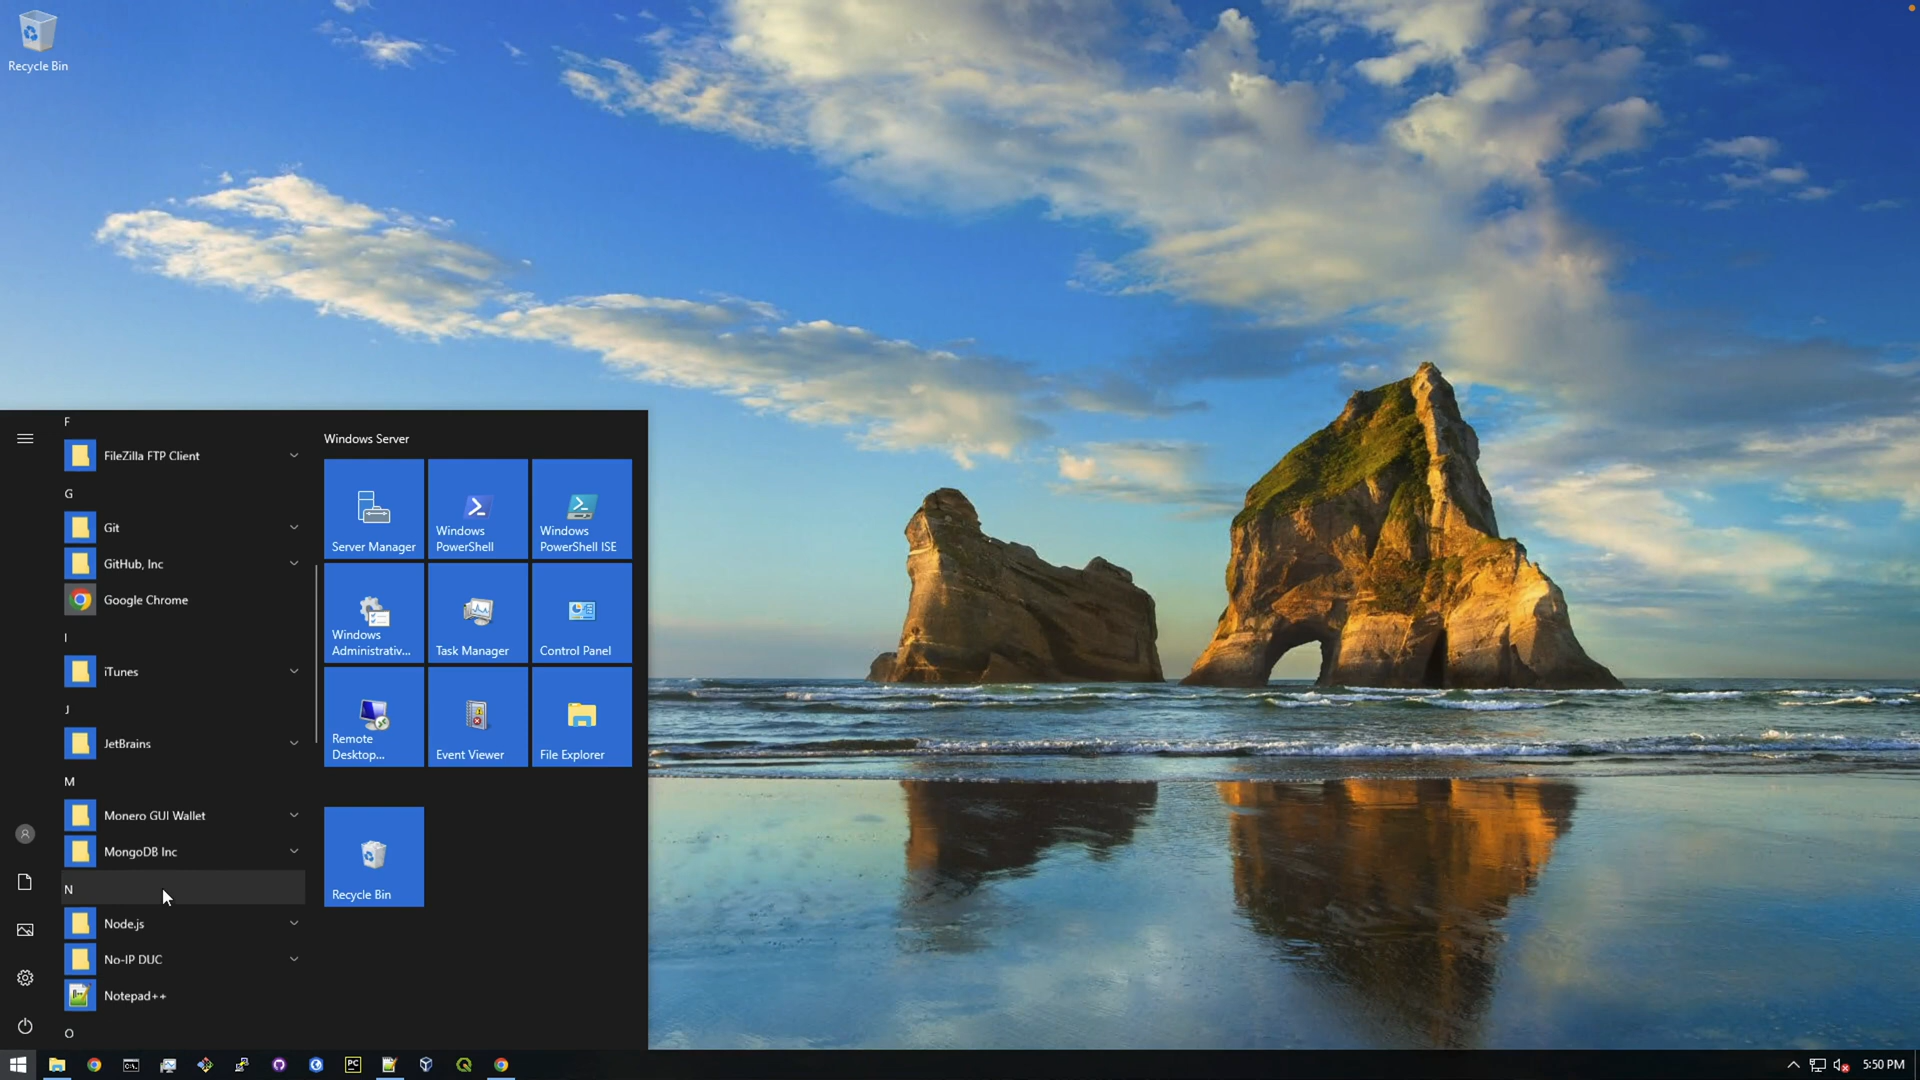 Recycle Bin
F
FileZilla FTP Client
G
Git
GitHub, Inc
Google Chrome
I
iTunes
J
JetBrains
M
Monero GUI Wallet
MongoDB Inc
N
Node.js
No-IP DUC
Notepad++
O
Windows Server
Server Manager
Windows
PowerShell
Windows
PowerShell ISE
Windows
Administrativ...
Task Manager
Control Panel
Remote
Desktop...
Event Viewer
File Explorer
Recycle Bin
PC
5:50 PM